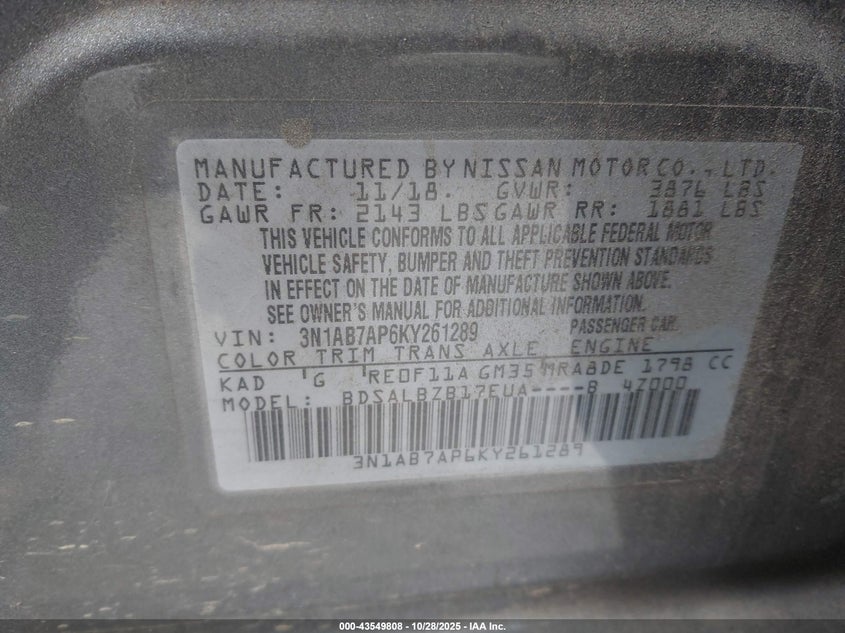 MANUFACTURED BY NISSAN MOTOR CO., LTD.
DATE: 11/18. GVWR: 3876 LBS
GAWR FR: 2143 LBS GAWR RR: 1881 LBS
THIS VEHICLE CONFORMS TO ALL APPLICABLE FEDERAL MOTOR
VEHICLE SAFETY, BUMPER AND THEFT PREVENTION STANDARDS
IN EFFECT ON THE DATE OF MANUFACTURE SHOWN ABOVE.
SEE OWNER'S MANUAL FOR ADDITIONAL INFORMATION.
VIN: 3N1AB7AP6KY261289 PASSENGER CAR.
COLOR TRIM TRANS AXLE ENGINE
KAD 'G 'RE0F11A GM35 MRA8DE 1798 CC
MODEL: BDSALBZB17EUA----B 4Z000
3N1AB7AP6KY261289
000-43549808 | 10/28/2025 - IAA Inc.